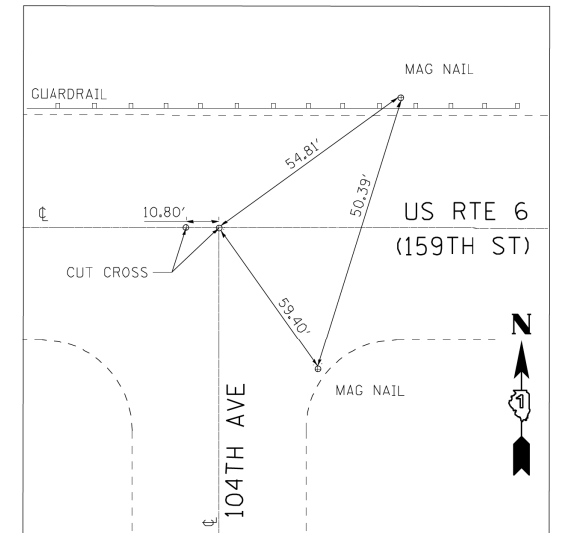 MAG NAIL
GUARDRAIL
54.81'
50.39'
10.80'
℄
US RTE 6
(159TH ST)
CUT CROSS
59.40'
N
1
MAG NAIL
104TH AVE
℄